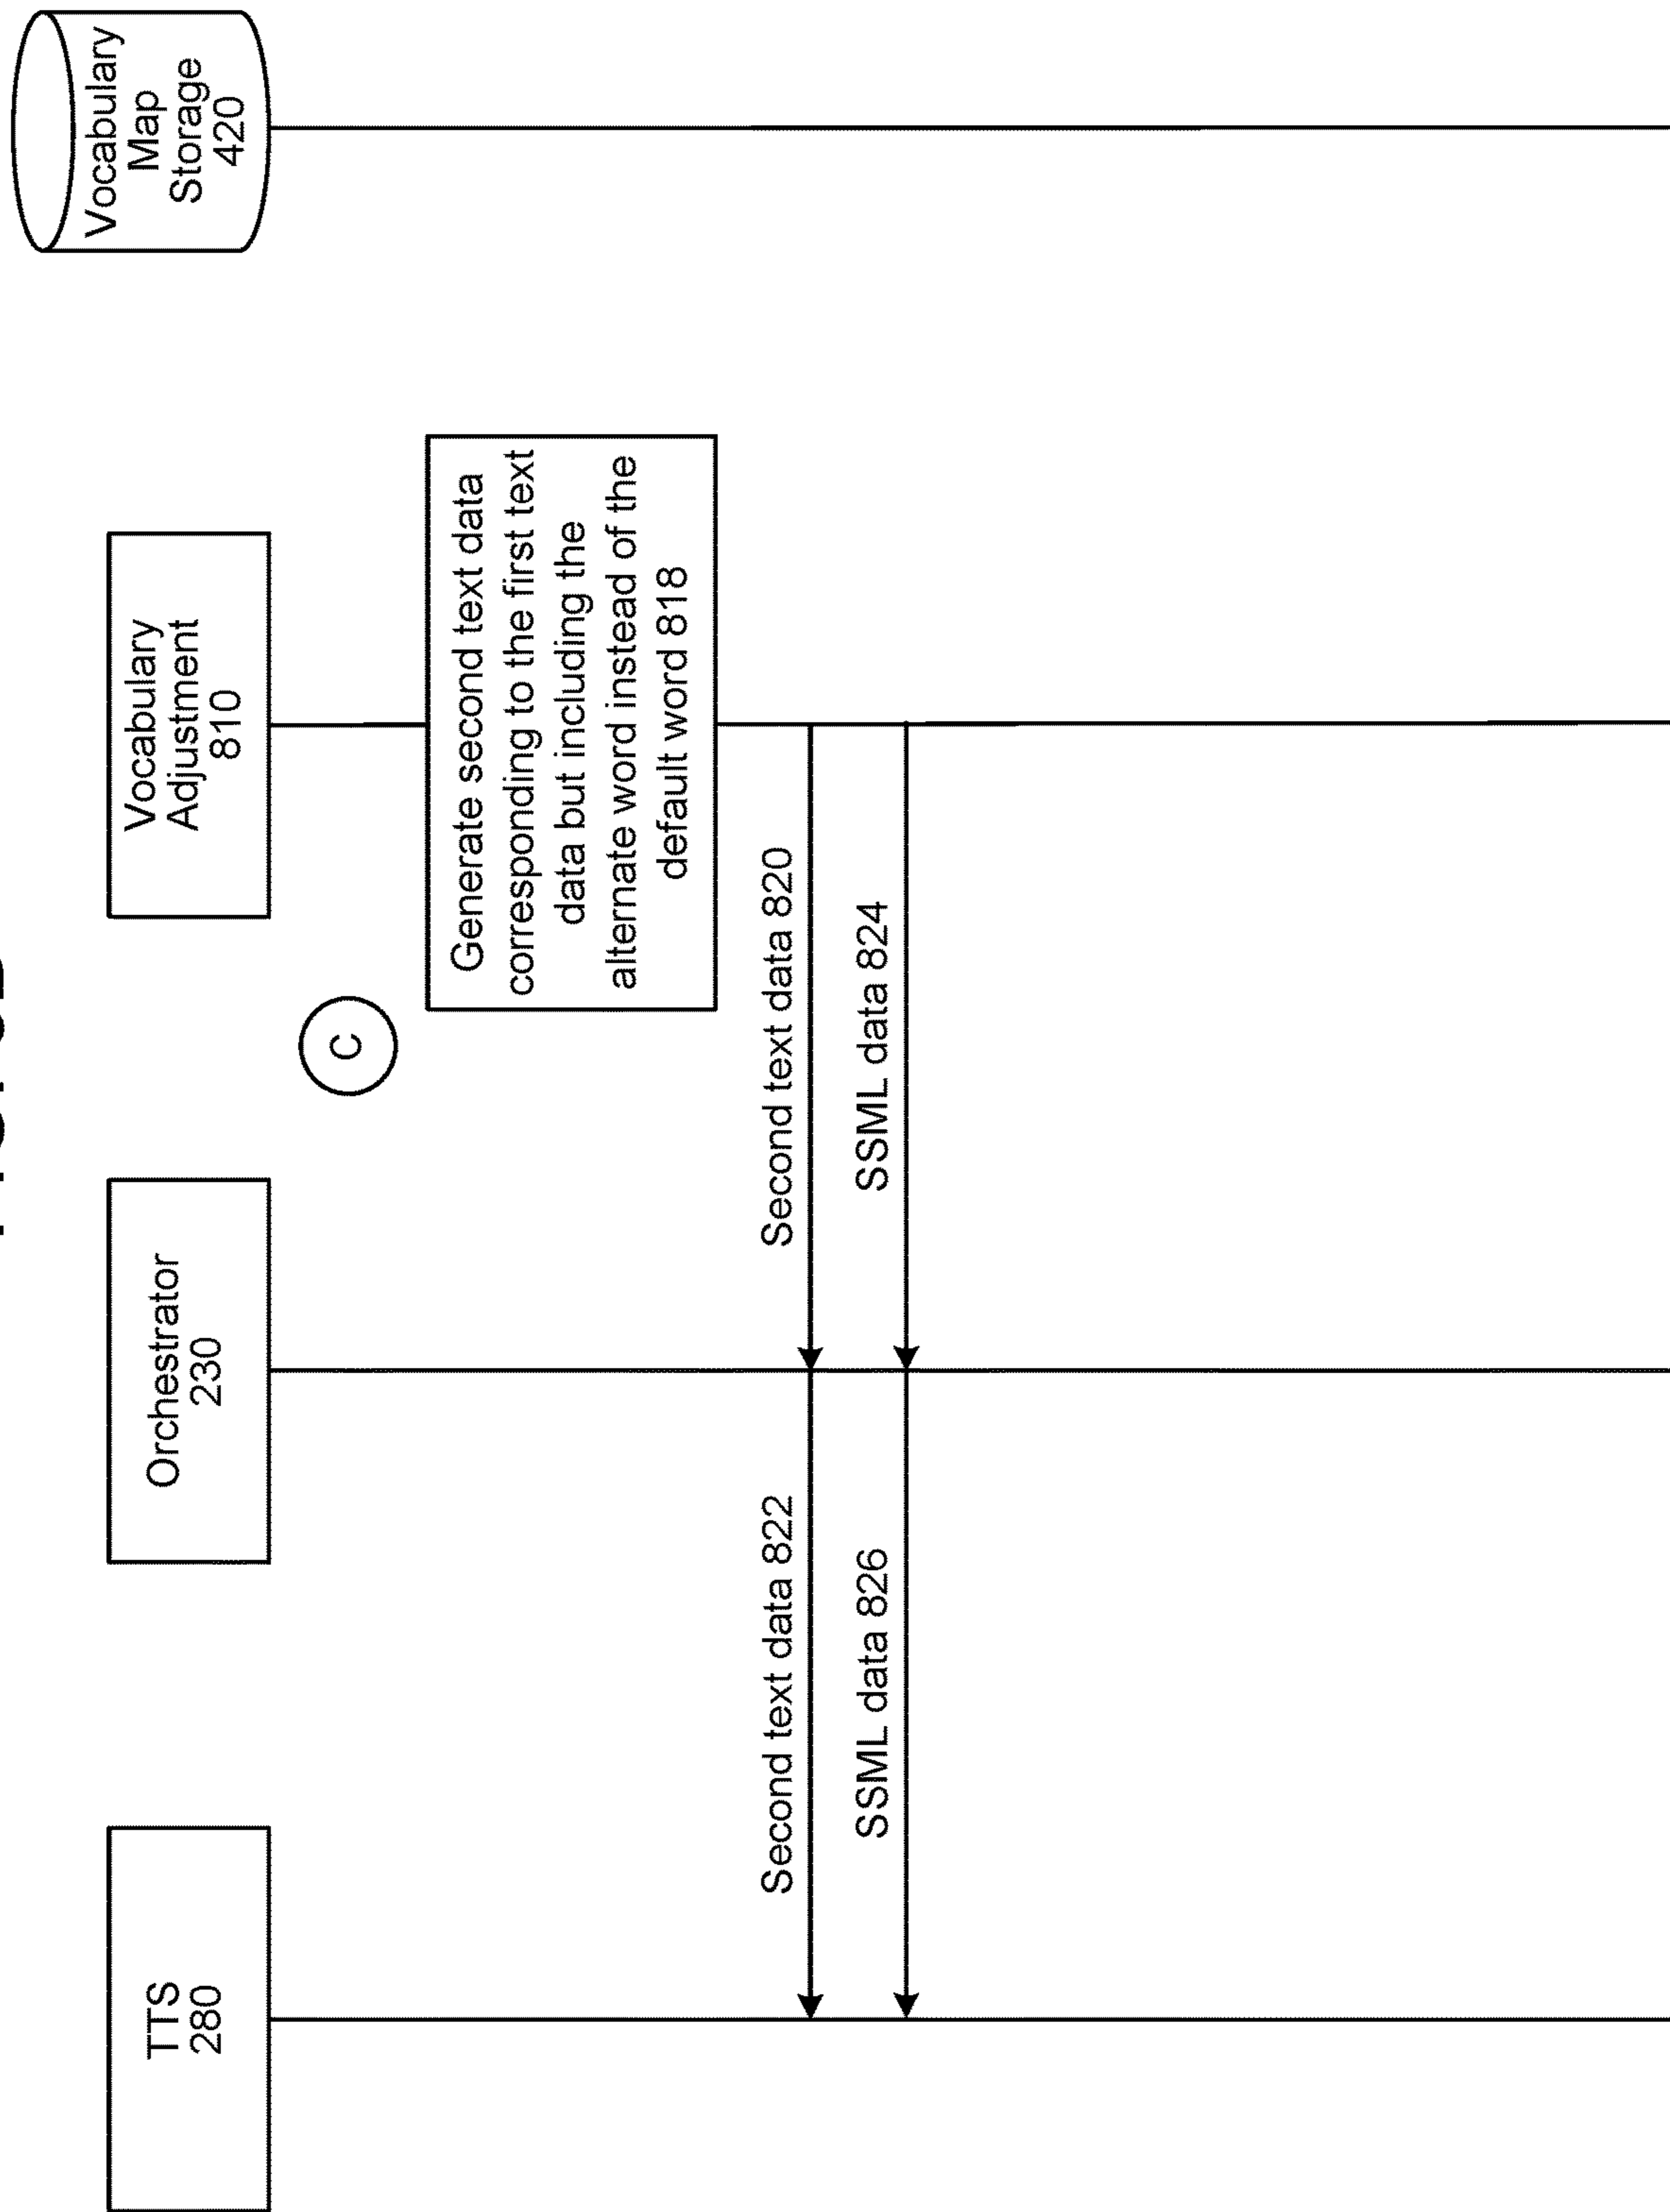 TTS
280
Orchestrator
230
Vocabulary
Adjustment
810
Vocabulary
Map
Storage
420
C
Generate second text data
corresponding to the first text
data but including the
alternate word instead of the
default word 818
Second text data 822
Second text data 820
SSML data 826
SSML data 824